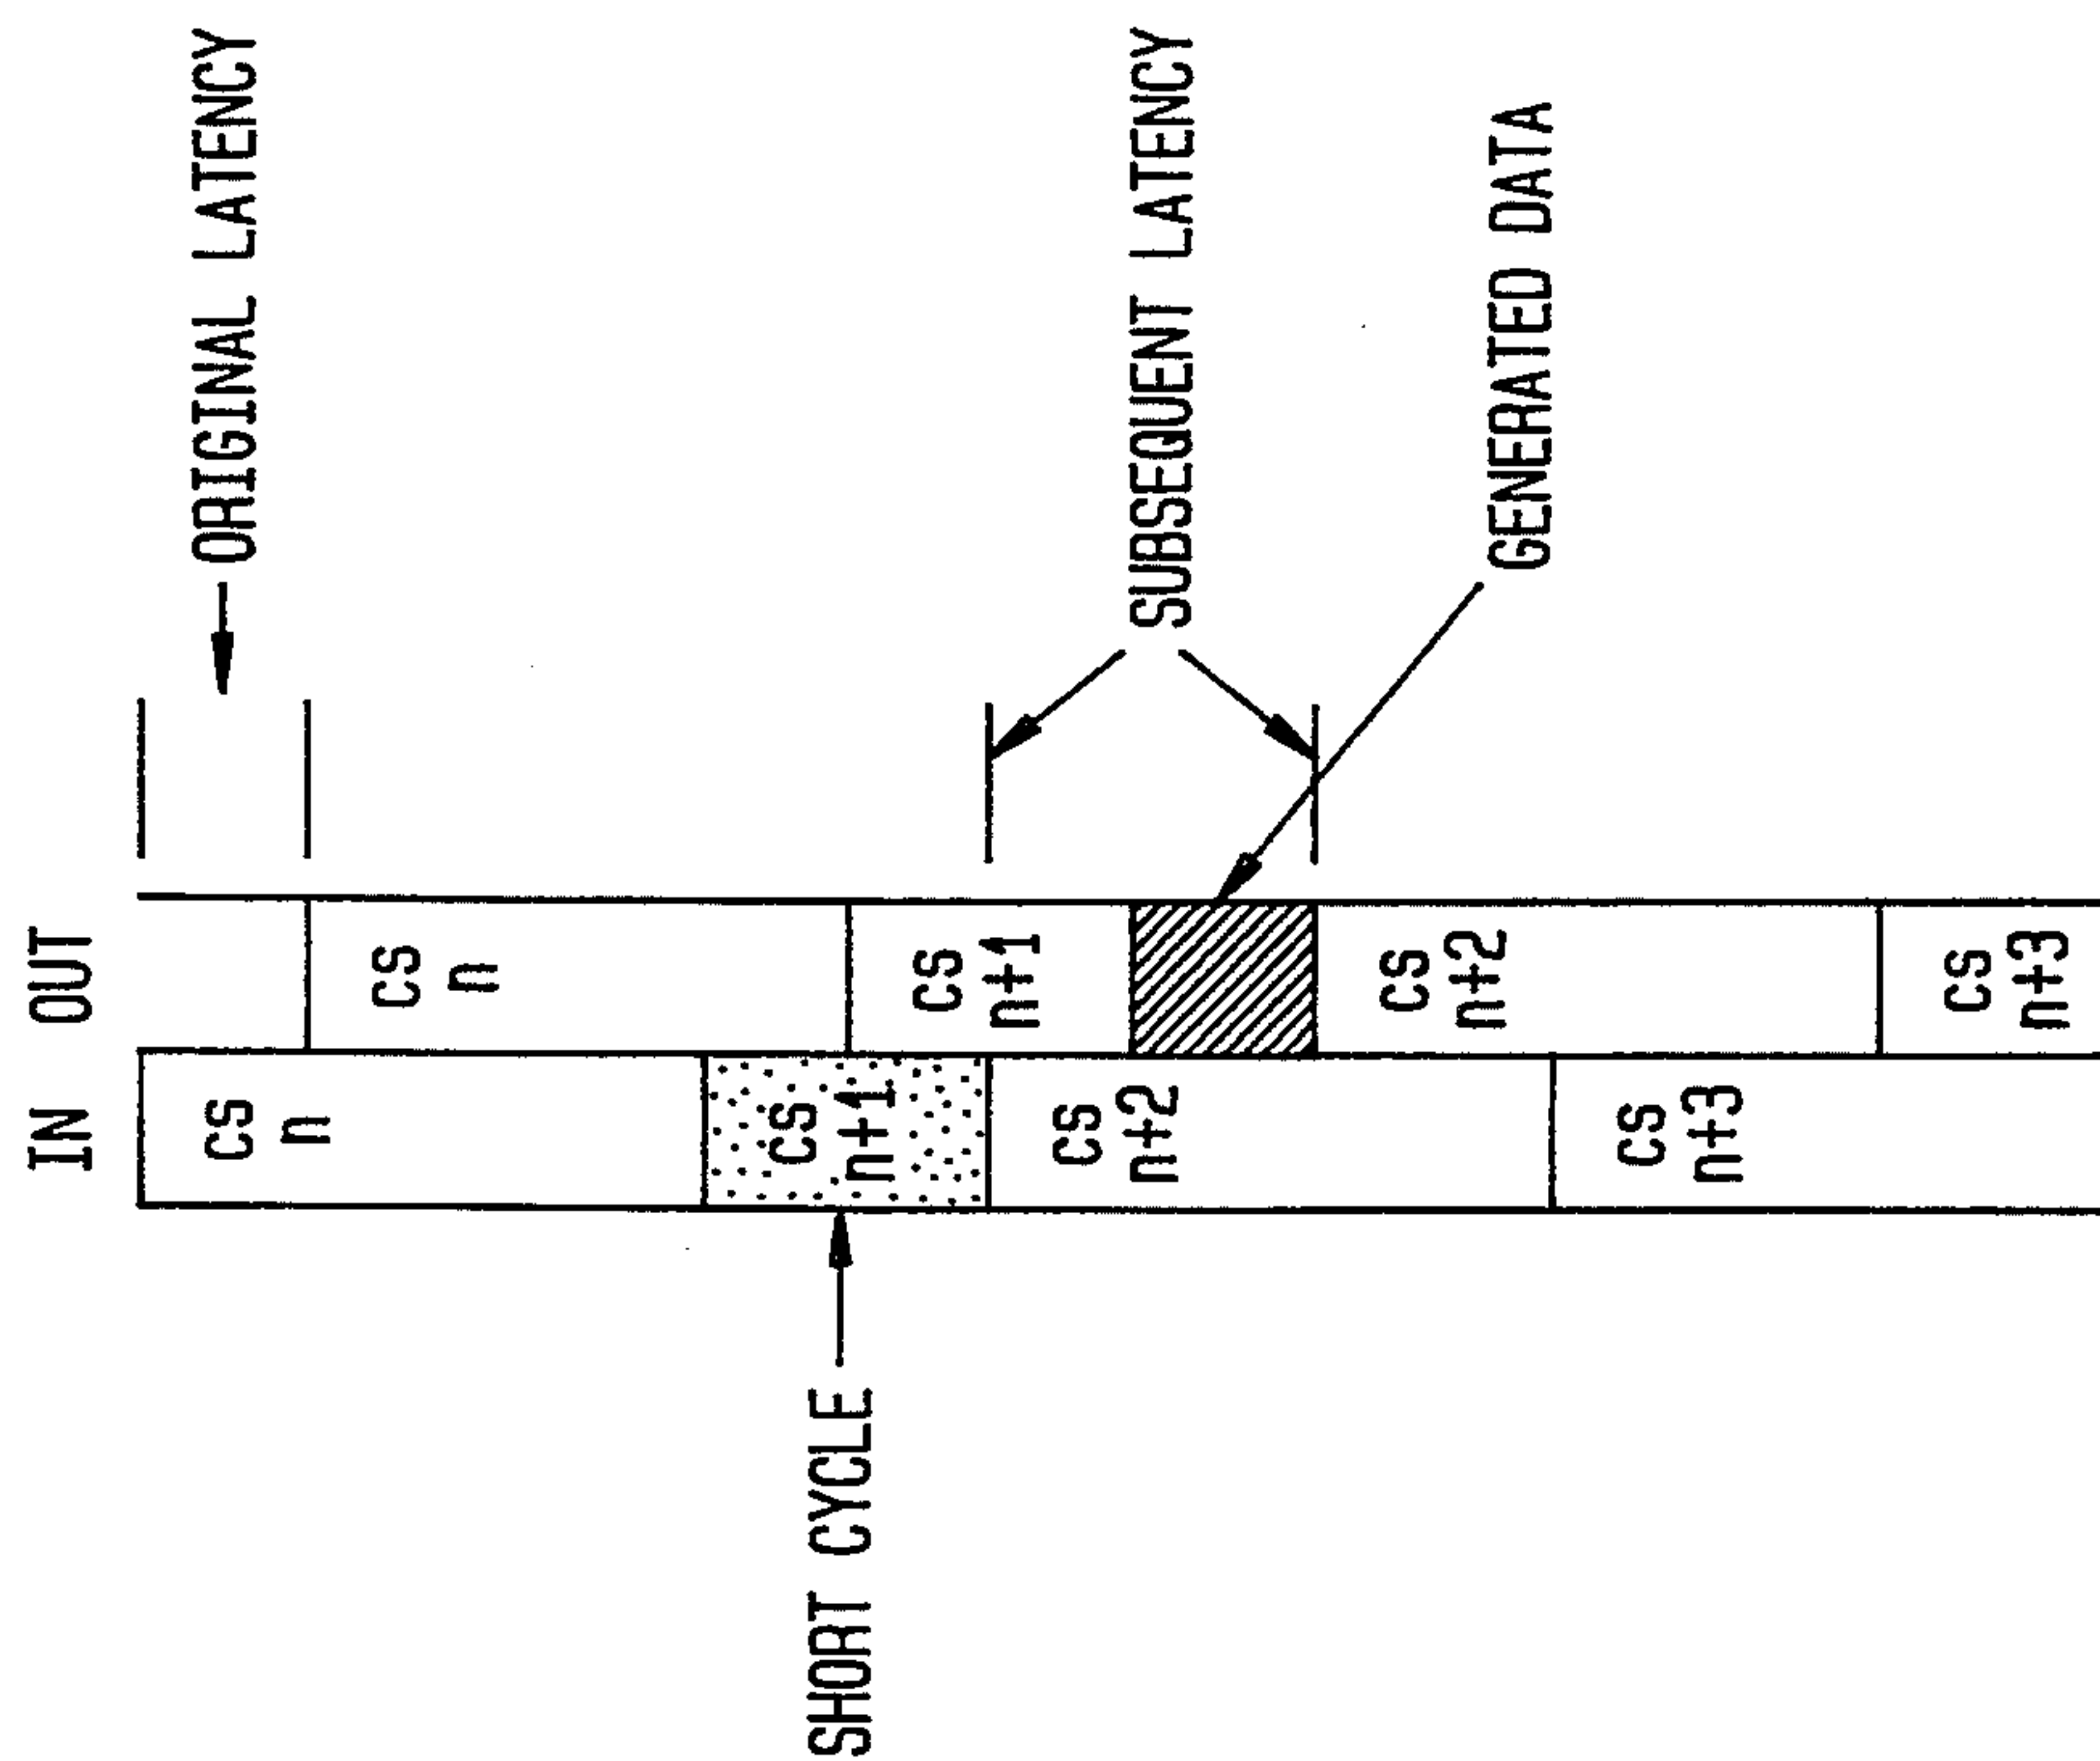 ORIGINAL LATENCY
SUBSEQUENT LATENCY
GENERATED DATA
OUT
cs
n
cs
n+1
cs
n+2
cs
n+3
IN
cs
n
cs
n+1
cs
n+2
cs
n+3
SHORT CYCLE